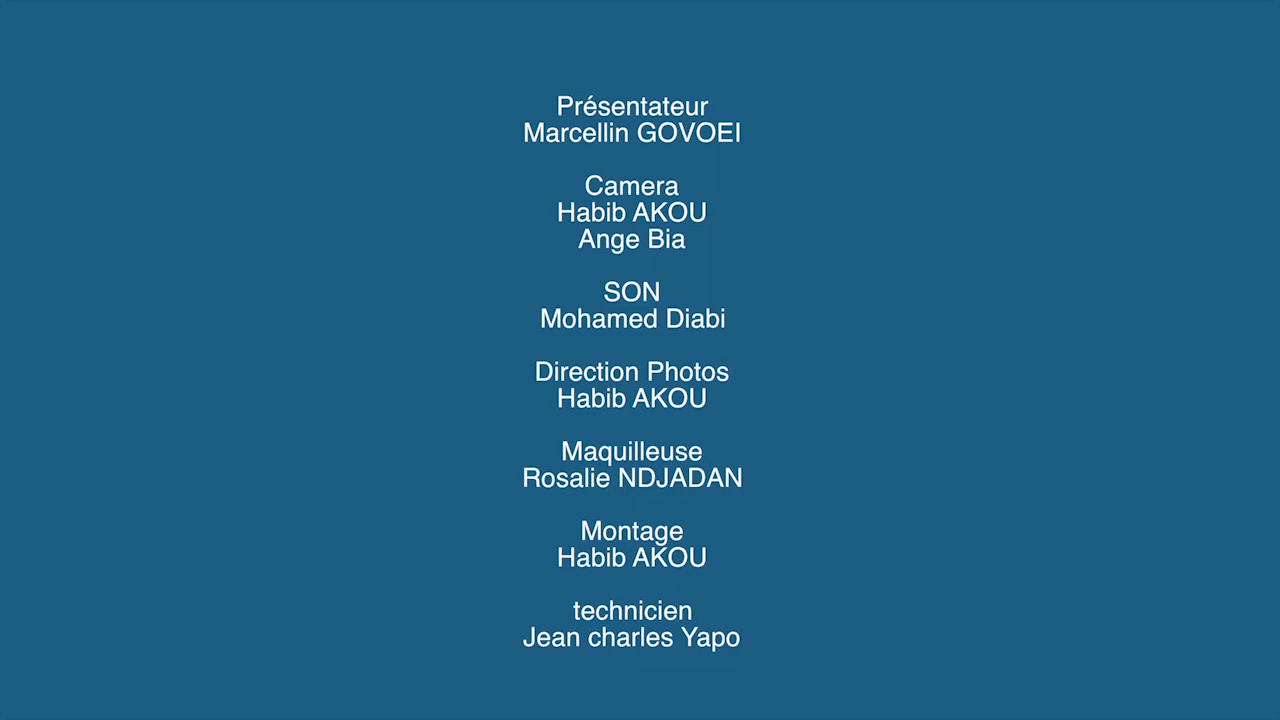 Présentateur
Marcellin GOVOEI
Camera
Habib AKOU
Ange Bia
SON
Mohamed Diabi
Direction Photos
Habib AKOU
Maquilleuse
Rosalie NDJADAN
Montage
Habib AKOU
technicien
Jean charles Yapo